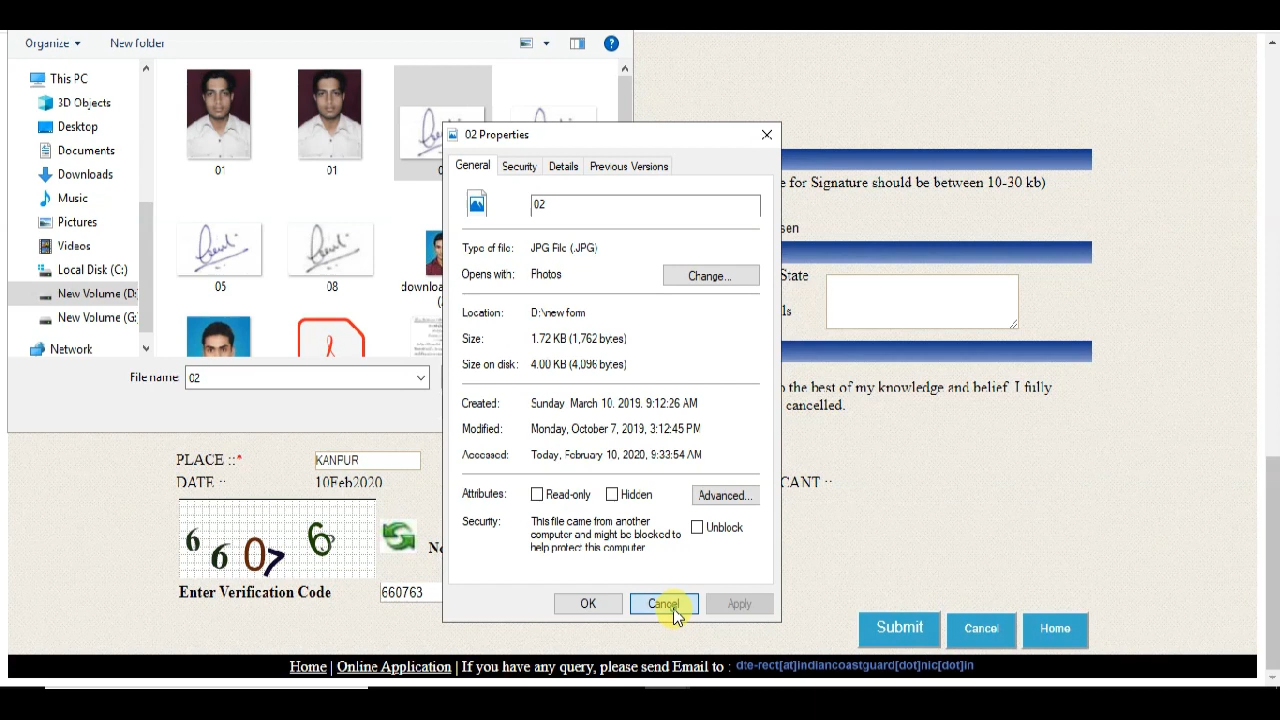 Organize
New folder
This PC
3D Objects
Desktop
Documents
Downloads
Music
Pictures
Videos
Local Disk (C:)
New Volume (D:
New Volume (G:
Network
01
01
05
08
File name:
02
02 Properties
General
Security
Details
Previous Versions
02
Type of file:
JPG File (.JPG)
Opens with:
Photos
Change...
Location:
D:\new form
Size:
1.72 KB (1,762 bytes)
Size on disk:
4.00 KB (4,096 bytes)
Created:
Sunday March 10, 2019, 9:12:26 AM
Modified:
Monday, October 7, 2019, 3:12:45 PM
Accessed:
Today, February 10, 2020, 9:33:54 AM
Attributes:
Read-only
Hidden
Advanced...
Security:
This file came from another
computer and might be blocked to
help protect this computer
Unblock
OK
Cancel
Apply
e for Signature should be between 10-30 kb)
sen
State
ls
the best of my knowledge and belief. I fully
cancelled.
PLACE ::*
KANPUR
DATE ::
10Feb2020
CANT ::
6 6 0 7 6
Enter Verification Code
660763
Submit
Cancel
Home
Home | Online Application | If you have any query, please send Email to : dte-rect[at]indiancoastguard[dot]nic[dot]in